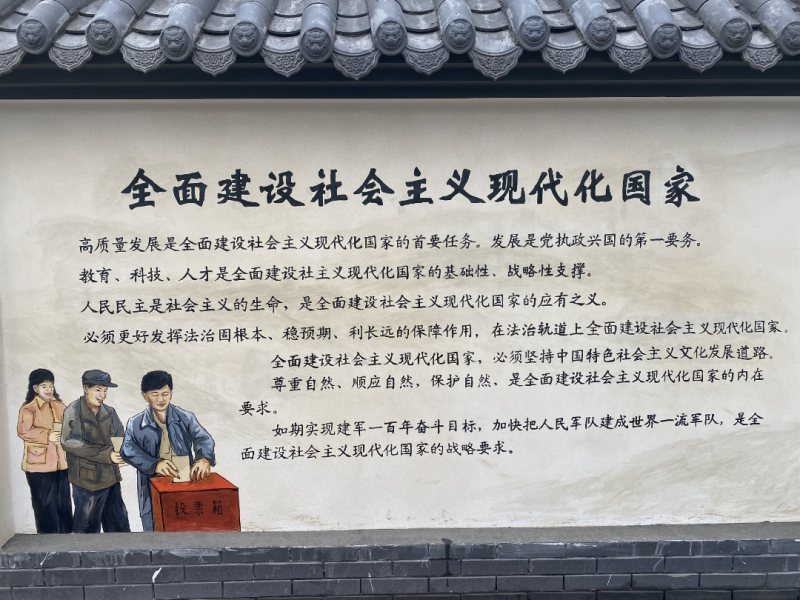 全面建设社会主义现代化国家
高质量发展是全面建设社会主义现代化国家的首要任务。发展是党执政兴国的第一要务。
教育、科技、人才是全面建设社主义现代化国家的基础性、战略性支撑。
人民民主是社会主义的生命，是全面建设社会主义现代化国家的应有之义。
必须更好发挥法治固根本、稳预期、利长远的保障作用，在法治轨道上全面建设社会主义现代化国家。
全面建设社会主义现代化国家，必须坚持中国特色社会主义文化发展道路。
尊重自然、顺应自然，保护自然、是全面建设社会主义现代化国家的内在
要求。
如期实现建军一百年奋斗目标，加快把人民军队建成世界一流军队，是全
面建设社会主义现代化国家的战略要求。
投票箱